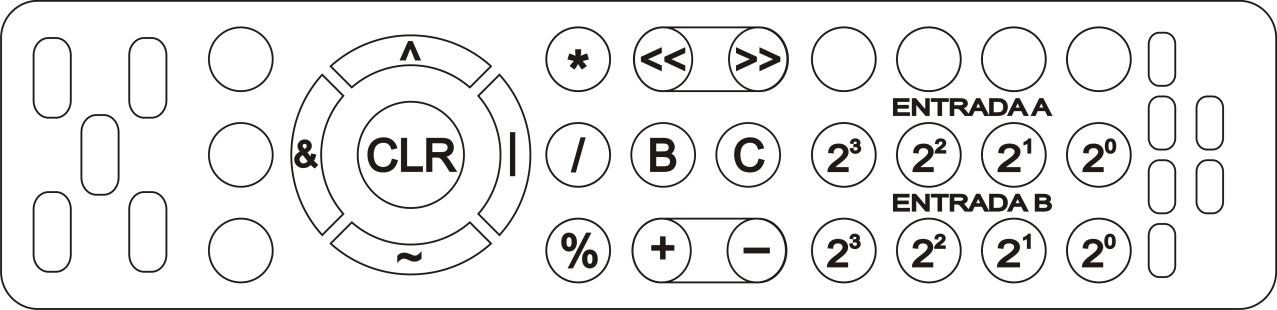 ^
* << >>
ENTRADA A
& CLR | / B C 2³ 2² 2¹ 2⁰
ENTRADA B
~ % + − 2³ 2² 2¹ 2⁰